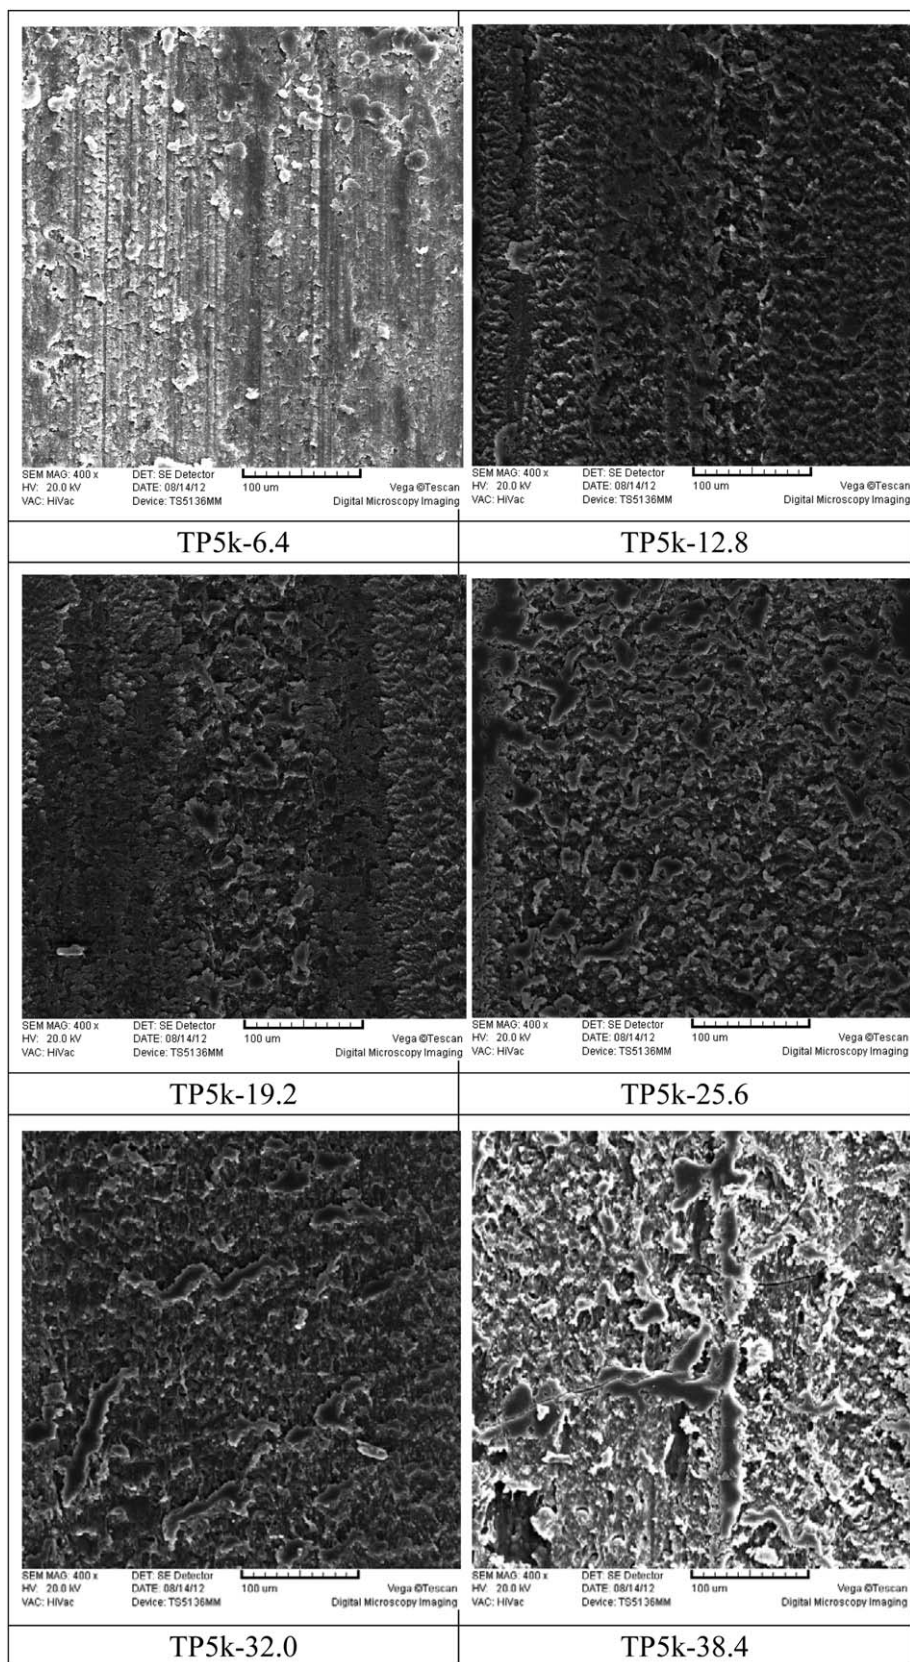 SEM MAG: 400 x DET: SE Detector
HV: 20.0 kV DATE: 08/14/12 100 um Vega ©Tescan
VAC: HiVac Device: TS5136MM Digital Microscopy Imaging
SEM MAG: 400 x DET: SE Detector
HV: 20.0 kV DATE: 08/14/12 100 um Vega ©Tescan
VAC: HiVac Device: TS5136MM Digital Microscopy Imaging
TP5k-6.4 TP5k-12.8
SEM MAG: 400 x DET: SE Detector
HV: 20.0 kV DATE: 08/14/12 100 um Vega ©Tescan
VAC: HiVac Device: TS5136MM Digital Microscopy Imaging
SEM MAG: 400 x DET: SE Detector
HV: 20.0 kV DATE: 08/14/12 100 um Vega ©Tescan
VAC: HiVac Device: TS5136MM Digital Microscopy Imaging
TP5k-19.2 TP5k-25.6
SEM MAG: 400 x DET: SE Detector
HV: 20.0 kV DATE: 08/14/12 100 um Vega ©Tescan
VAC: HiVac Device: TS5136MM Digital Microscopy Imaging
SEM MAG: 400 x DET: SE Detector
HV: 20.0 kV DATE: 08/14/12 100 um Vega ©Tescan
VAC: HiVac Device: TS5136MM Digital Microscopy Imaging
TP5k-32.0 TP5k-38.4